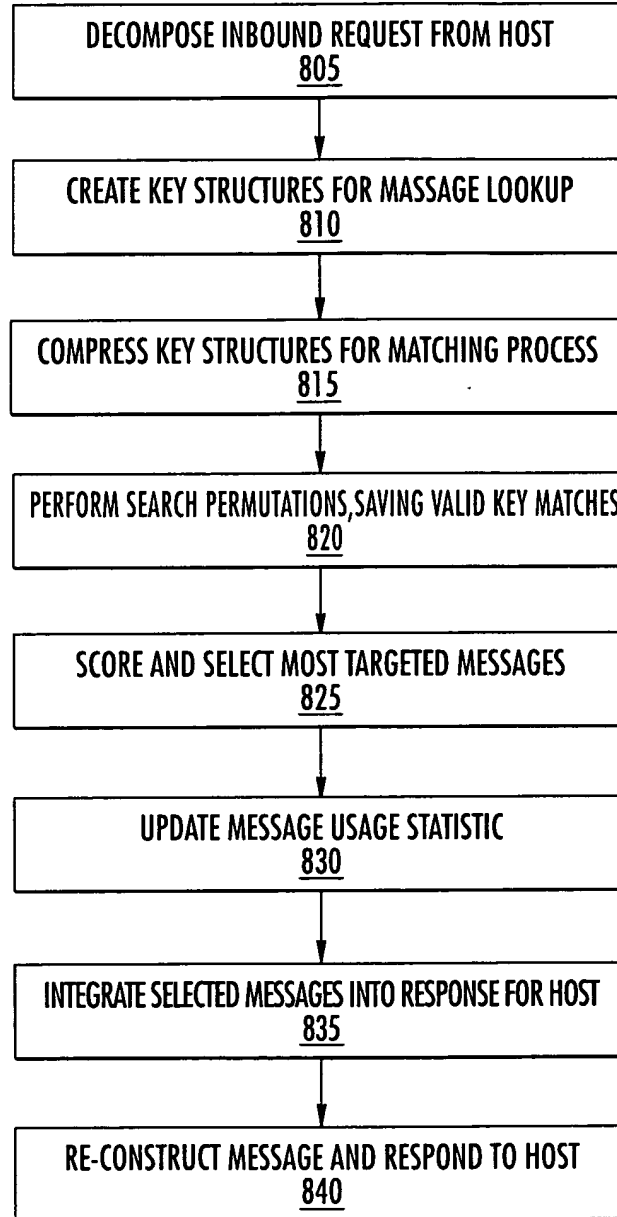 DECOMPOSE INBOUND REQUEST FROM HOST
805
CREATE KEY STRUCTURES FOR MASSAGE LOOKUP
810
COMPRESS KEY STRUCTURES FOR MATCHING PROCESS
815
PERFORM SEARCH PERMUTATIONS,SAVING VALID KEY MATCHES
820
SCORE AND SELECT MOST TARGETED MESSAGES
825
UPDATE MESSAGE USAGE STATISTIC
830
INTEGRATE SELECTED MESSAGES INTO RESPONSE FOR HOST
835
RE-CONSTRUCT MESSAGE AND RESPOND TO HOST
840